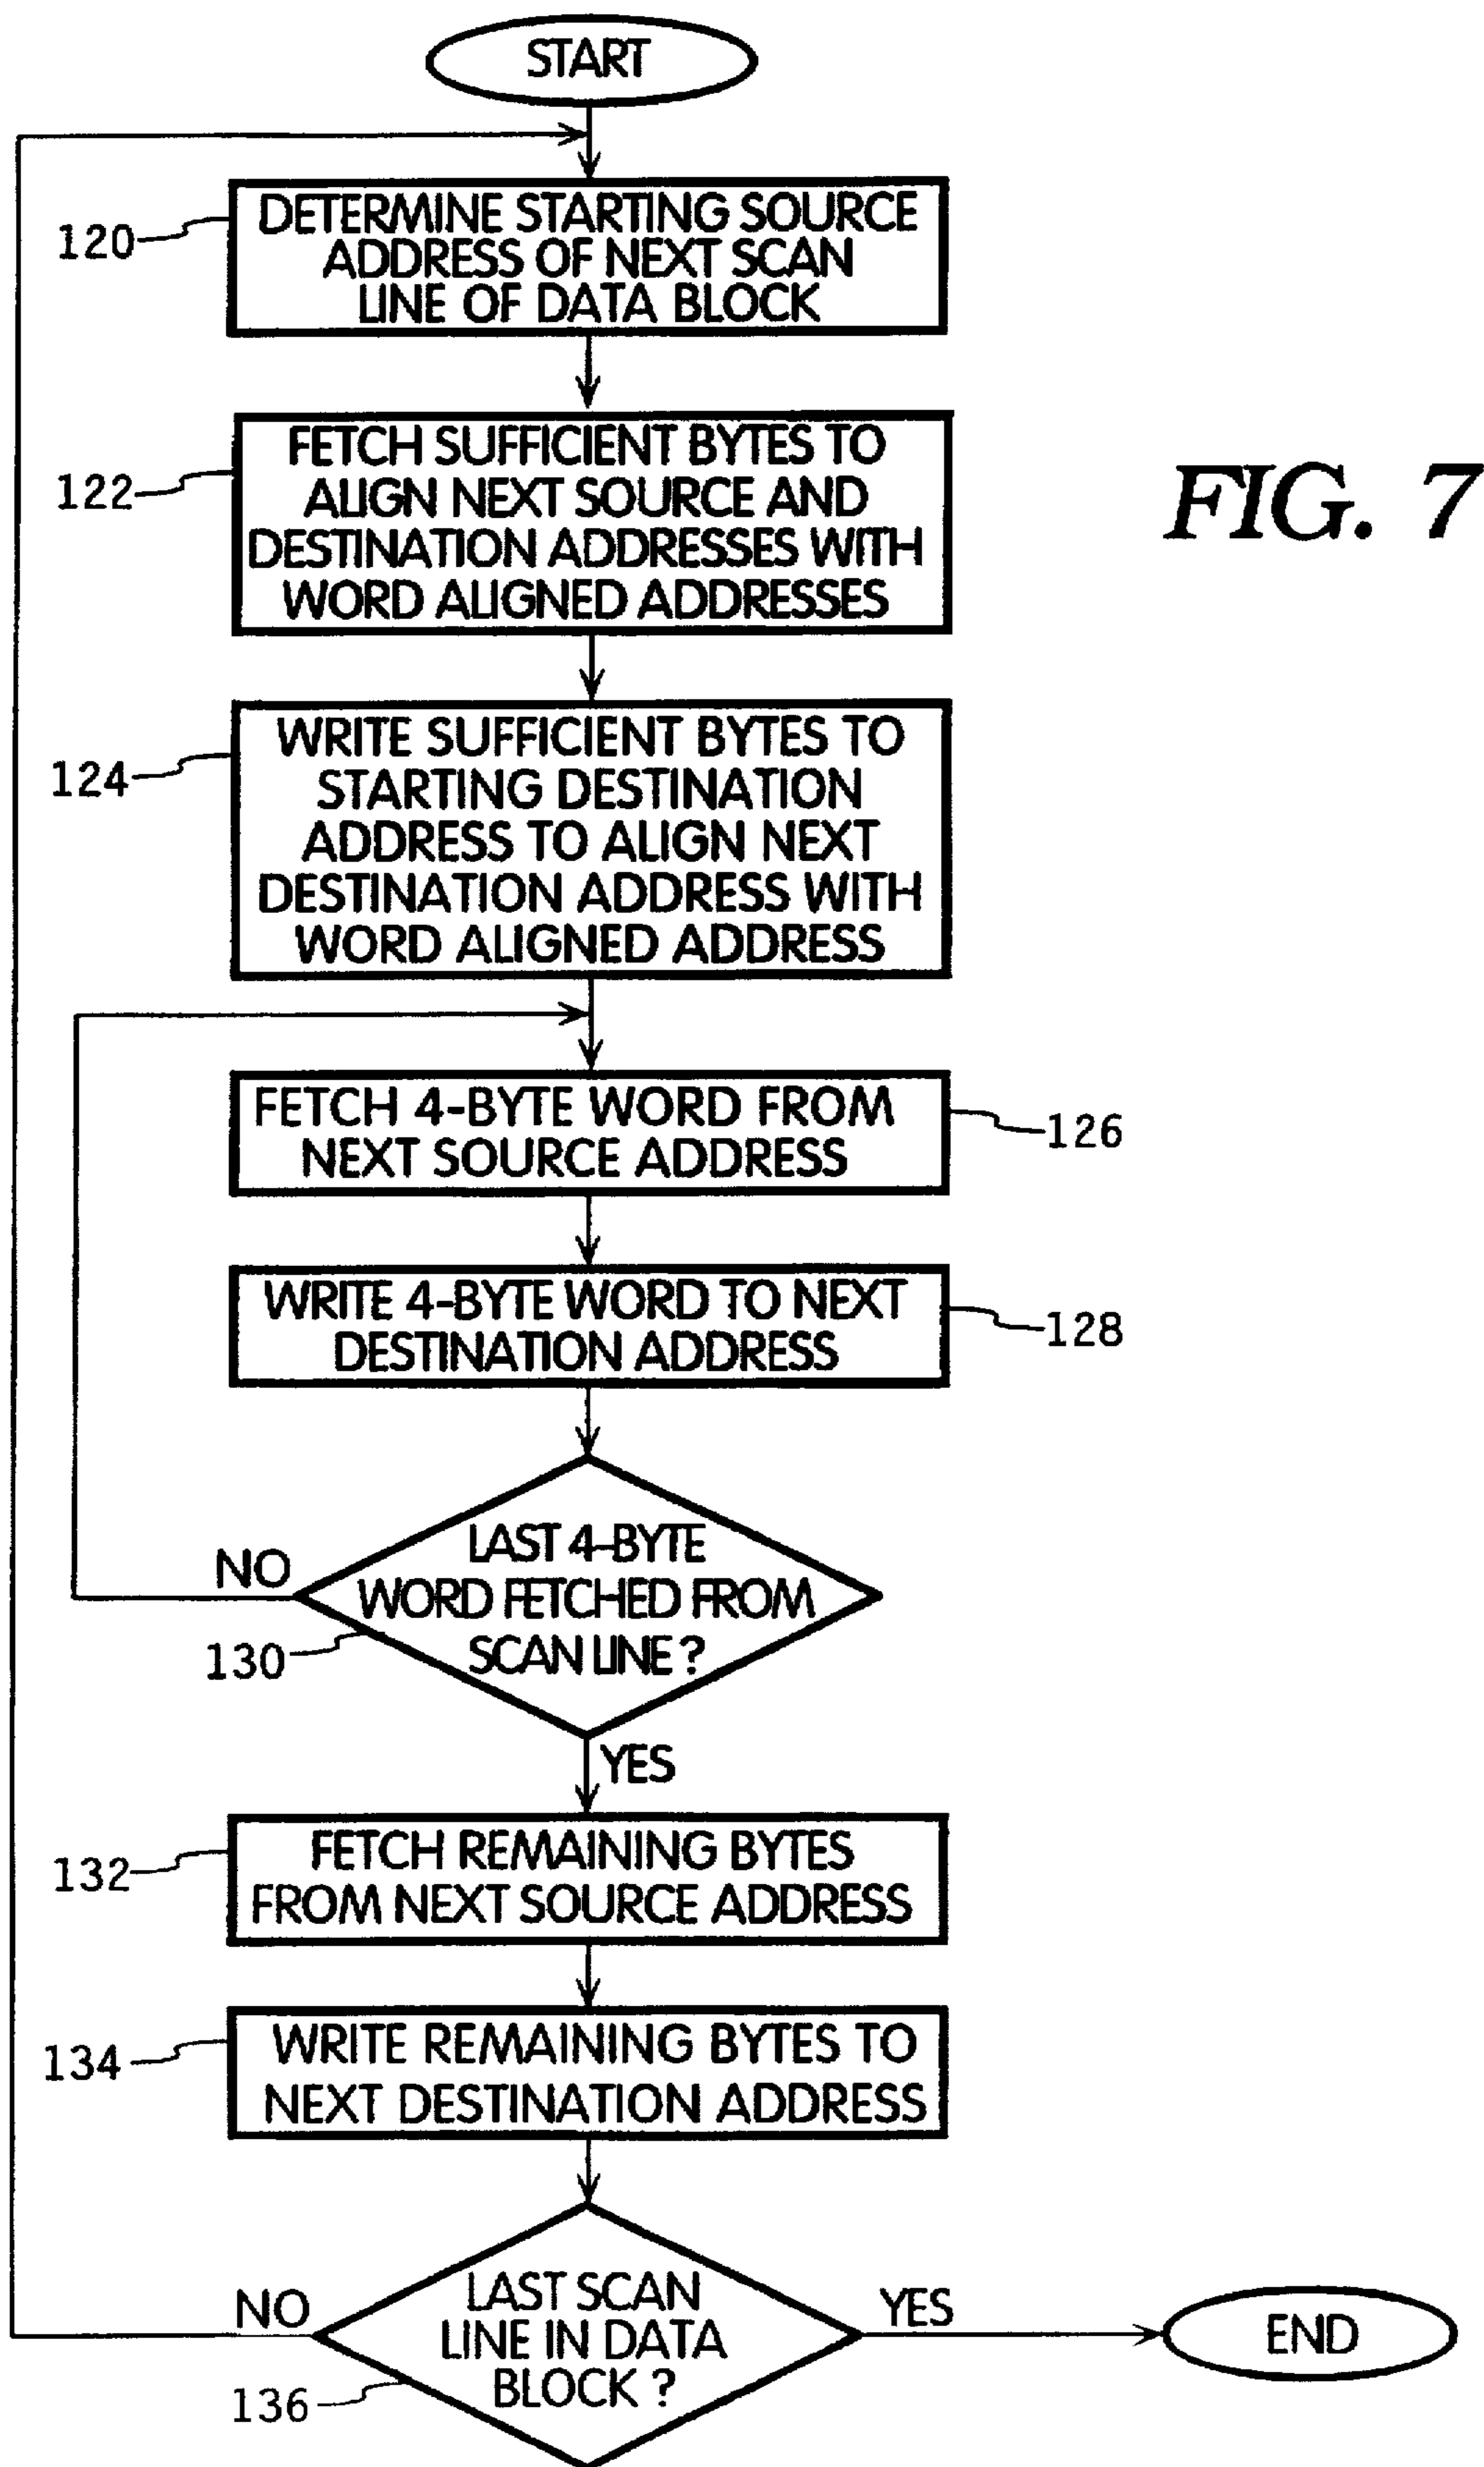 START
DETERMINE STARTING SOURCE
ADDRESS OF NEXT SCAN
LINE OF DATA BLOCK
120
FETCH SUFFICIENT BYTES TO
ALIGN NEXT SOURCE AND
DESTINATION ADDRESSES WITH
WORD ALIGNED ADDRESSES
122
FIG. 7
WRITE SUFFICIENT BYTES TO
STARTING DESTINATION
ADDRESS TO ALIGN NEXT
DESTINATION ADDRESS WITH
WORD ALIGNED ADDRESS
124
FETCH 4-BYTE WORD FROM
NEXT SOURCE ADDRESS
126
WRITE 4-BYTE WORD TO NEXT
DESTINATION ADDRESS
128
LAST 4-BYTE
WORD FETCHED FROM
SCAN LINE?
NO
130
YES
FETCH REMAINING BYTES
FROM NEXT SOURCE ADDRESS
132
WRITE REMAINING BYTES TO
NEXT DESTINATION ADDRESS
134
LAST SCAN
LINE IN DATA
BLOCK?
NO
YES
136
END